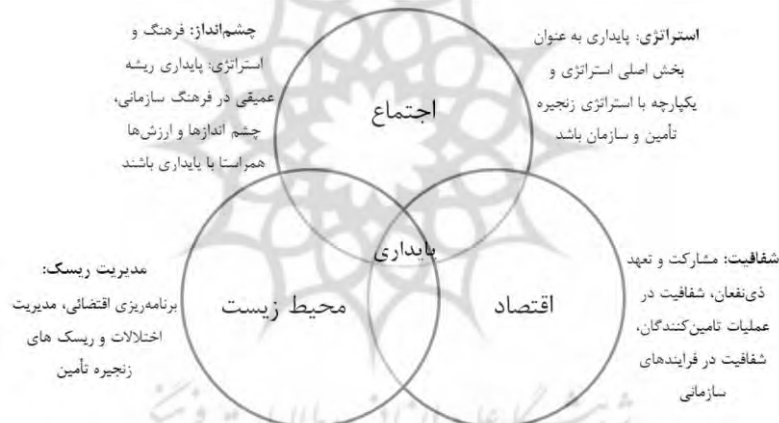 استراتژی: پایداری به عنوان
بخش اصلی استراتژی و
یکپارچه با استراتژی زنجیره
تأمین و سازمان باشد
چشم‌انداز: فرهنگ و
استراتژی: پایداری ریشه
عمیقی در فرهنگ سازمانی،
چشم اندازها و ارزش‌ها
همراستا با پایداری باشند
اجتماع
پایداری
اقتصاد
محیط زیست
شفافیت: مشارکت و تعهد
ذی‌نفعان، شفافیت در
عملیات تامین‌کنندگان،
شفافیت در فرایندهای
سازمانی
مدیریت ریسک:
برنامه‌ریزی اقتضائی، مدیریت
اختلالات و ریسک های
زنجیره تأمین